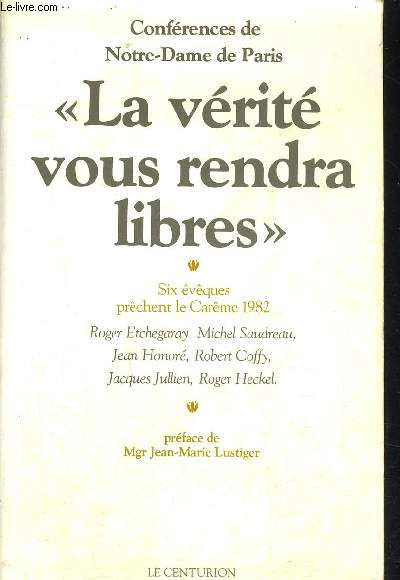 Le-livre.com
Conférences de
Notre-Dame de Paris
«La vérité
vous rendra
libres»
Six évêques
prêchent le Carême 1982
Roger Etchegaray Michel Saudreau,
Jean Honoré, Robert Coffy,
Jacques Jullien, Roger Heckel.
préface de
Mgr Jean-Marie Lustiger
LE CENTURION